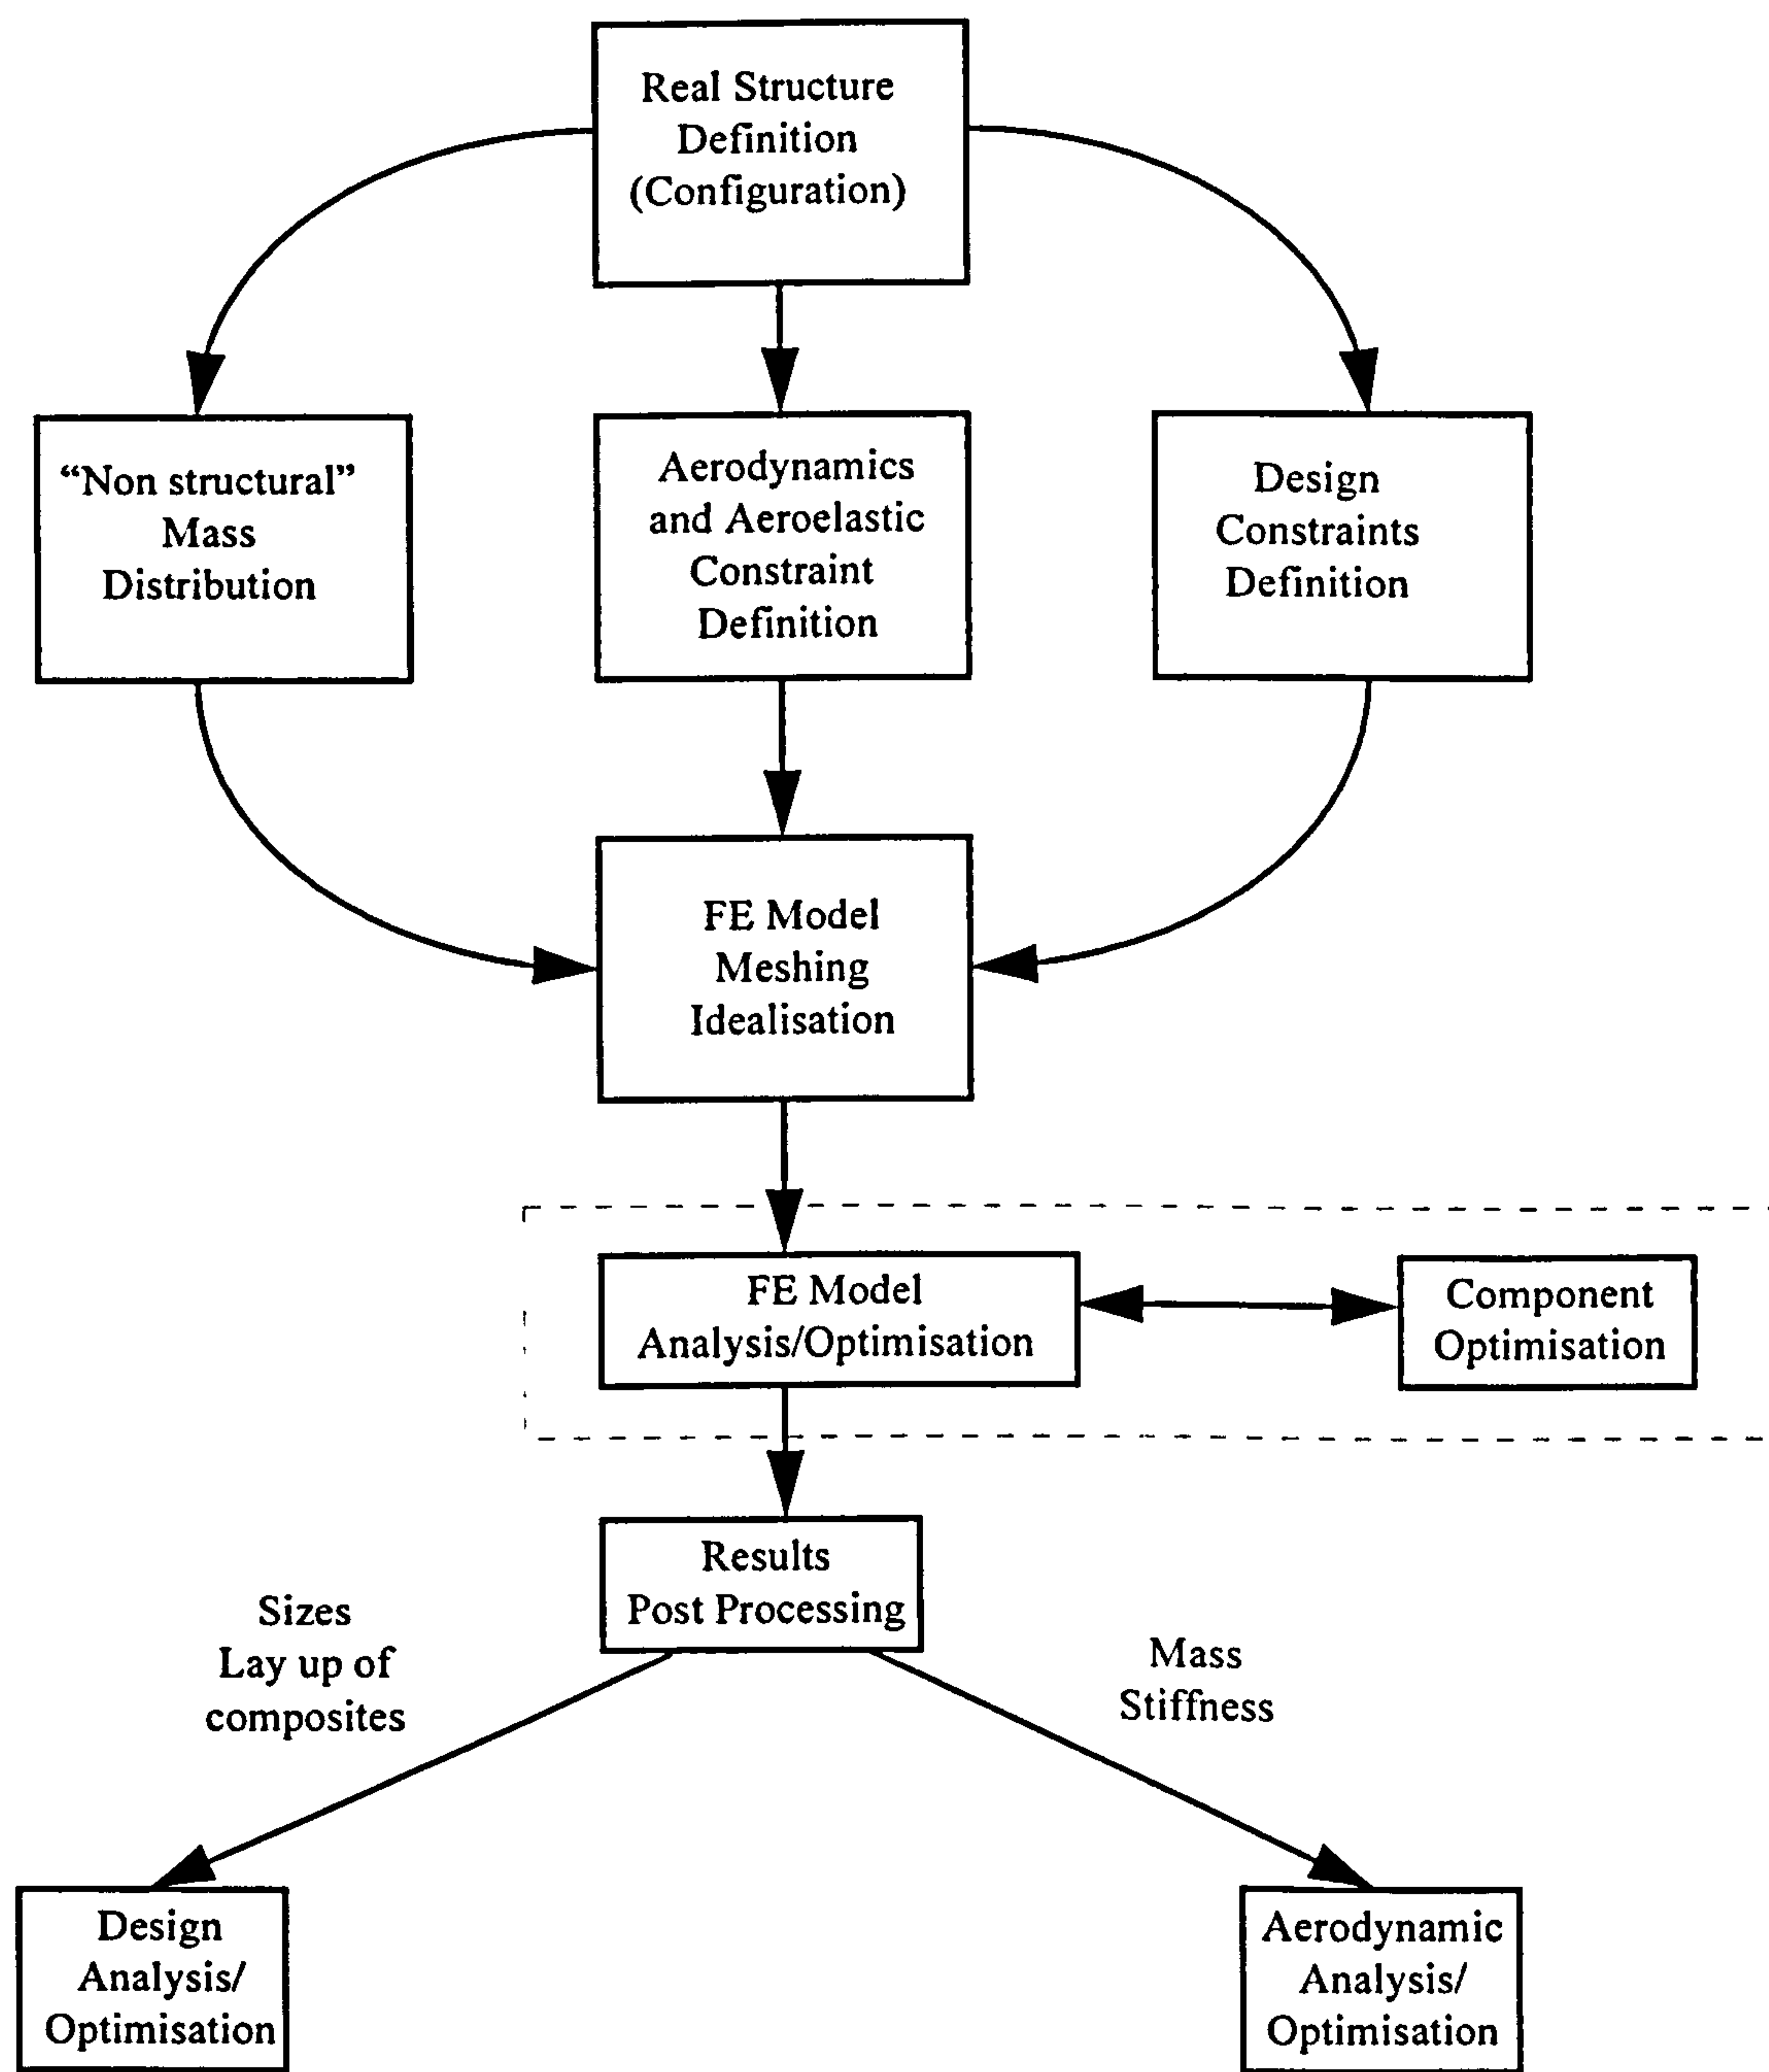 Real Structure
Definition
(Configuration)
“Non structural”
Mass
Distribution
Aerodynamics
and Aeroelastic
Constraint
Definition
Design
Constraints
Definition
FE Model
Meshing
Idealisation
FE Model
Analysis/Optimisation
Component
Optimisation
Results
Post Processing
Sizes
Lay up of
composites
Mass
Stiffness
Design
Analysis/
Optimisation
Aerodynamic
Analysis/
Optimisation